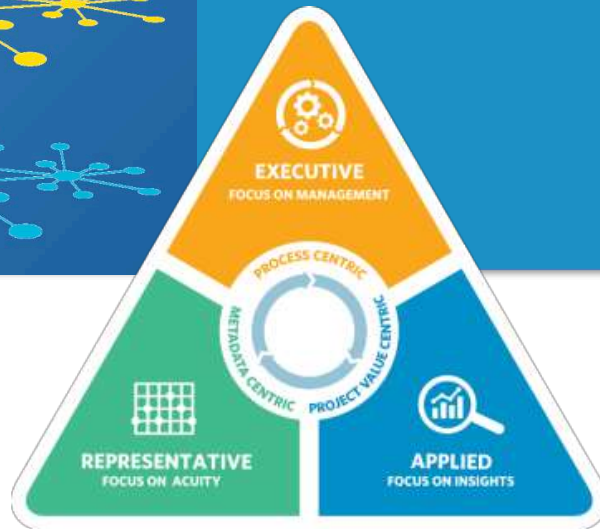 EXECUTIVE
FOCUS ON MANAGEMENT
PROCESS CENTRIC
METADATA CENTRIC
PROJECT VALUE CENTRIC
REPRESENTATIVE
FOCUS ON ACUITY
APPLIED
FOCUS ON INSIGHTS